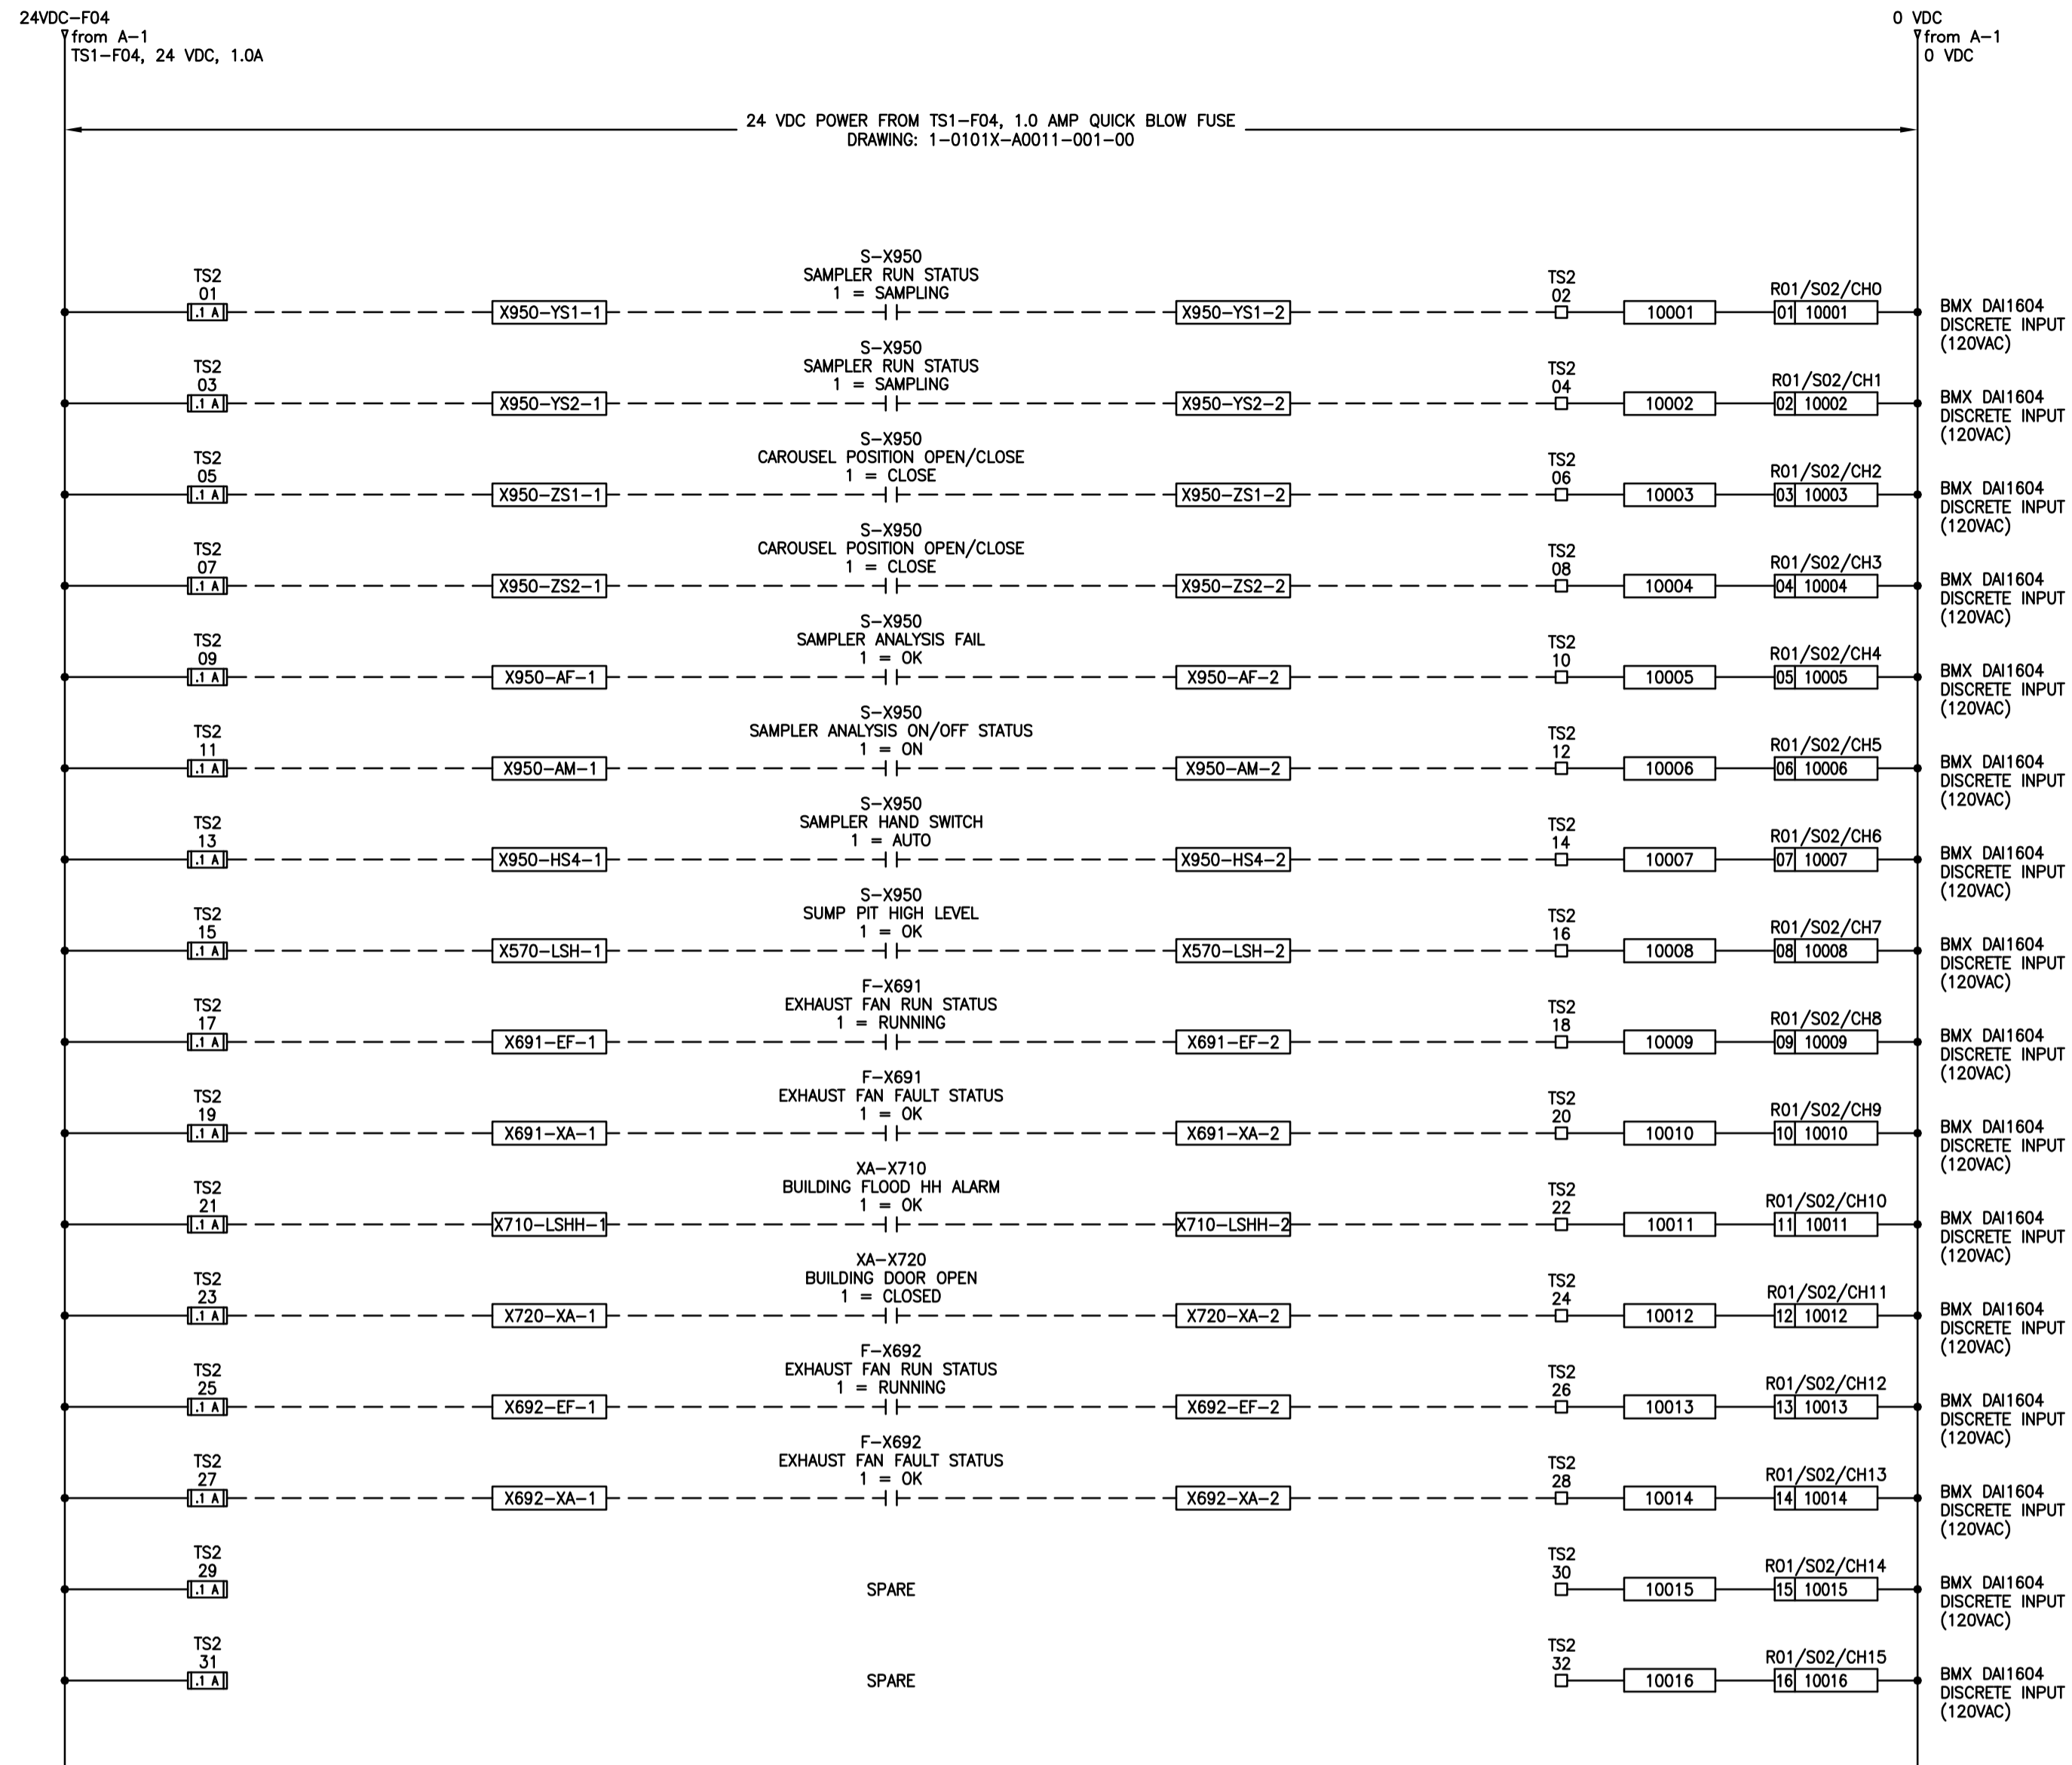 24VDC-F04
from A-1
TS1-F04, 24 VDC, 1.0A
0 VDC
from A-1
0 VDC
24 VDC POWER FROM TS1-F04, 1.0 AMP QUICK BLOW FUSE
DRAWING: 1-0101X-A0011-001-00
S-X950
SAMPLER RUN STATUS
1 = SAMPLING
TS2
01
.1 A
X950-YS1-1
X950-YS1-2
TS2
02
10001
R01/S02/CH0
01 10001
BMX DAI1604
DISCRETE INPUT
(120VAC)
S-X950
SAMPLER RUN STATUS
1 = SAMPLING
TS2
03
.1 A
X950-YS2-1
X950-YS2-2
TS2
04
10002
R01/S02/CH1
02 10002
BMX DAI1604
DISCRETE INPUT
(120VAC)
S-X950
CAROUSEL POSITION OPEN/CLOSE
1 = CLOSE
TS2
05
.1 A
X950-ZS1-1
X950-ZS1-2
TS2
06
10003
R01/S02/CH2
03 10003
BMX DAI1604
DISCRETE INPUT
(120VAC)
S-X950
CAROUSEL POSITION OPEN/CLOSE
1 = CLOSE
TS2
07
.1 A
X950-ZS2-1
X950-ZS2-2
TS2
08
10004
R01/S02/CH3
04 10004
BMX DAI1604
DISCRETE INPUT
(120VAC)
S-X950
SAMPLER ANALYSIS FAIL
1 = OK
TS2
09
.1 A
X950-AF-1
X950-AF-2
TS2
10
10005
R01/S02/CH4
05 10005
BMX DAI1604
DISCRETE INPUT
(120VAC)
S-X950
SAMPLER ANALYSIS ON/OFF STATUS
1 = ON
TS2
11
.1 A
X950-AM-1
X950-AM-2
TS2
12
10006
R01/S02/CH5
06 10006
BMX DAI1604
DISCRETE INPUT
(120VAC)
S-X950
SAMPLER HAND SWITCH
1 = AUTO
TS2
13
.1 A
X950-HS4-1
X950-HS4-2
TS2
14
10007
R01/S02/CH6
07 10007
BMX DAI1604
DISCRETE INPUT
(120VAC)
S-X950
SUMP PIT HIGH LEVEL
1 = OK
TS2
15
.1 A
X570-LSH-1
X570-LSH-2
TS2
16
10008
R01/S02/CH7
08 10008
BMX DAI1604
DISCRETE INPUT
(120VAC)
F-X691
EXHAUST FAN RUN STATUS
1 = RUNNING
TS2
17
.1 A
X691-EF-1
X691-EF-2
TS2
18
10009
R01/S02/CH8
09 10009
BMX DAI1604
DISCRETE INPUT
(120VAC)
F-X691
EXHAUST FAN FAULT STATUS
1 = OK
TS2
19
.1 A
X691-XA-1
X691-XA-2
TS2
20
10010
R01/S02/CH9
10 10010
BMX DAI1604
DISCRETE INPUT
(120VAC)
XA-X710
BUILDING FLOOD HH ALARM
1 = OK
TS2
21
.1 A
X710-LSHH-1
X710-LSHH-2
TS2
22
10011
R01/S02/CH10
11 10011
BMX DAI1604
DISCRETE INPUT
(120VAC)
XA-X720
BUILDING DOOR OPEN
1 = CLOSED
TS2
23
.1 A
X720-XA-1
X720-XA-2
TS2
24
10012
R01/S02/CH11
12 10012
BMX DAI1604
DISCRETE INPUT
(120VAC)
F-X692
EXHAUST FAN RUN STATUS
1 = RUNNING
TS2
25
.1 A
X692-EF-1
X692-EF-2
TS2
26
10013
R01/S02/CH12
13 10013
BMX DAI1604
DISCRETE INPUT
(120VAC)
F-X692
EXHAUST FAN FAULT STATUS
1 = OK
TS2
27
.1 A
X692-XA-1
X692-XA-2
TS2
28
10014
R01/S02/CH13
14 10014
BMX DAI1604
DISCRETE INPUT
(120VAC)
TS2
29
.1 A
SPARE
TS2
30
10015
R01/S02/CH14
15 10015
BMX DAI1604
DISCRETE INPUT
(120VAC)
TS2
31
.1 A
SPARE
TS2
32
10016
R01/S02/CH15
16 10016
BMX DAI1604
DISCRETE INPUT
(120VAC)